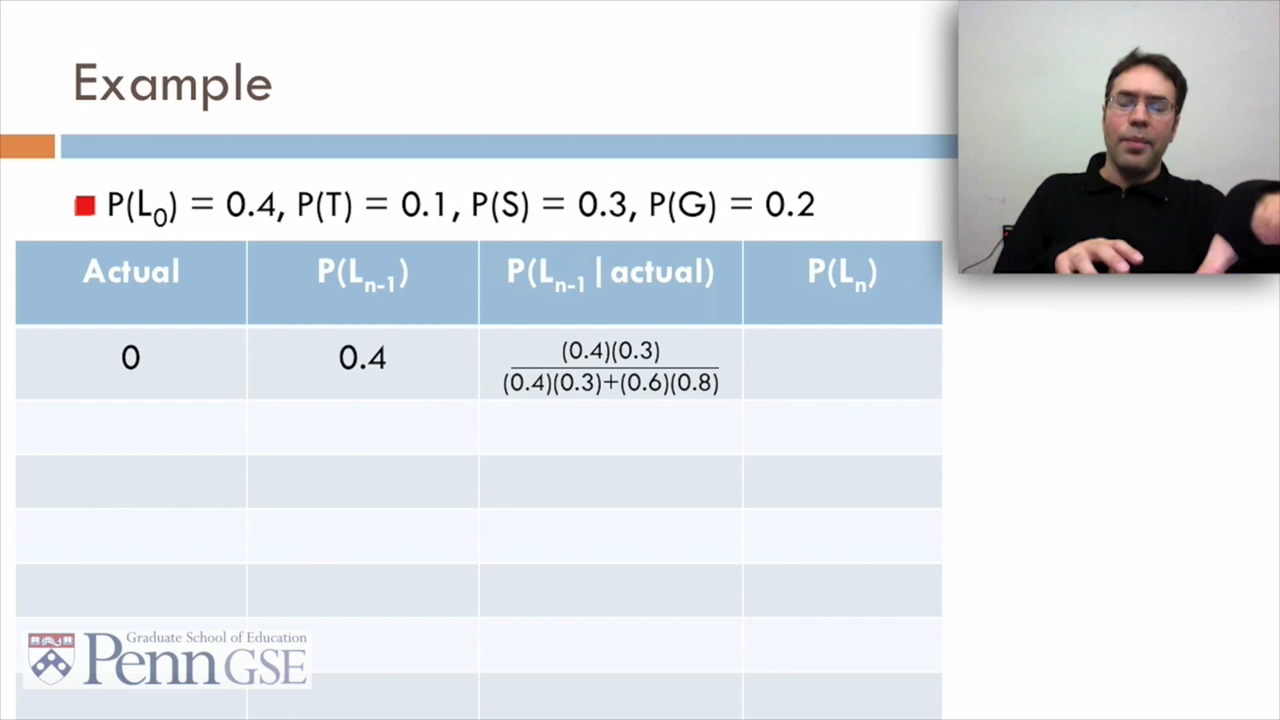 Example
P(L₀) = 0.4, P(T) = 0.1, P(S) = 0.3, P(G) = 0.2
Actual P(Lₙ₋₁) P(Lₙ₋₁|actual) P(Lₙ)
0 0.4 (0.4)(0.3)
(0.4)(0.3)+(0.6)(0.8)
Graduate School of Education
Penn GSE